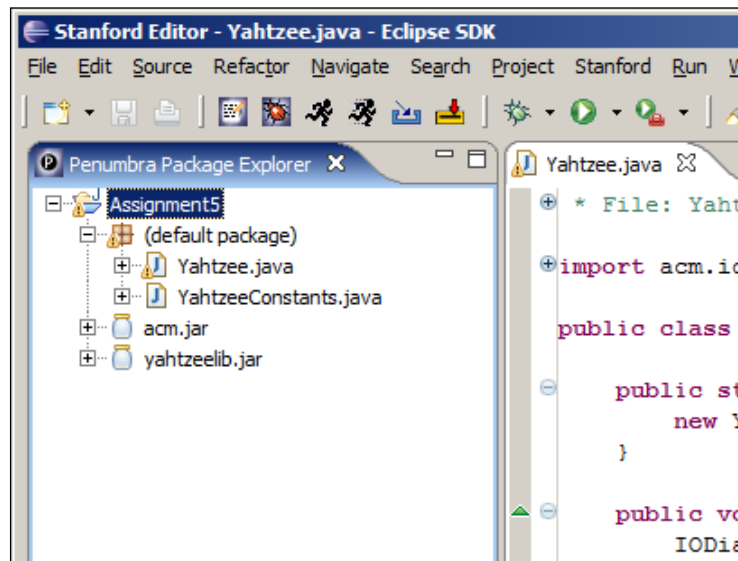 Stanford Editor - Yahtzee.java - Eclipse SDK
File Edit Source Refactor Navigate Search Project Stanford Run
P Penumbra Package Explorer
Yahtzee.java
Assignment5
(default package)
J Yahtzee.java
J YahtzeeConstants.java
acm.jar
yahtzeelib.jar
* File: Yaht
import acm.io
public class
public st
new Y
}
public vo
IODia